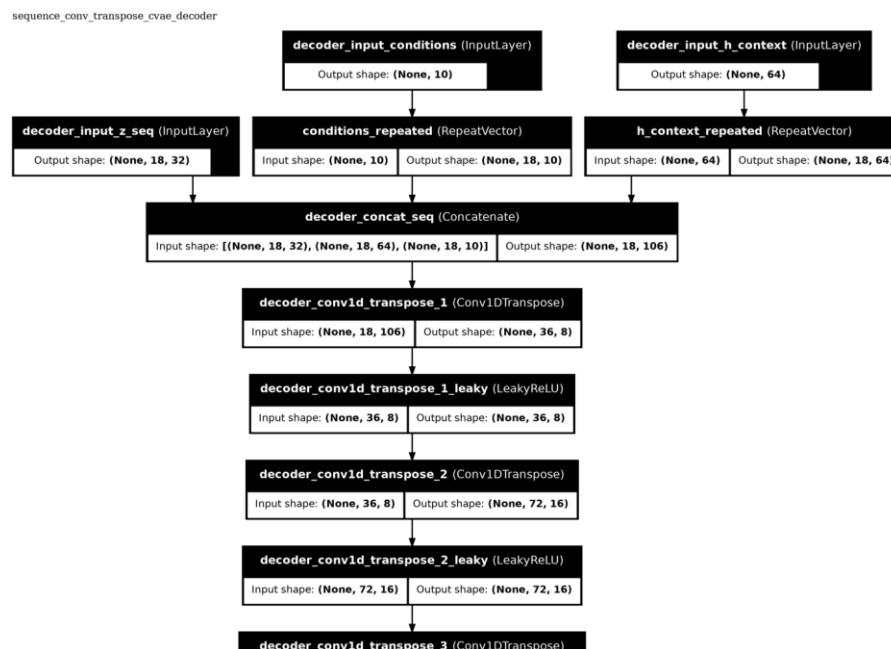 sequence_conv_transpose_cvae_decoder
decoder_input_conditions (InputLayer)
Output shape: (None, 10)
decoder_input_h_context (InputLayer)
Output shape: (None, 64)
decoder_input_z_seq (InputLayer)
Output shape: (None, 18, 32)
conditions_repeated (RepeatVector)
Input shape: (None, 10) Output shape: (None, 18, 10)
h_context_repeated (RepeatVector)
Input shape: (None, 64) Output shape: (None, 18, 64)
decoder_concat_seq (Concatenate)
Input shape: [(None, 18, 32), (None, 18, 64), (None, 18, 10)] Output shape: (None, 18, 106)
decoder_conv1d_transpose_1 (Conv1DTranspose)
Input shape: (None, 18, 106) Output shape: (None, 36, 8)
decoder_conv1d_transpose_1_leaky (LeakyReLU)
Input shape: (None, 36, 8) Output shape: (None, 36, 8)
decoder_conv1d_transpose_2 (Conv1DTranspose)
Input shape: (None, 36, 8) Output shape: (None, 72, 16)
decoder_conv1d_transpose_2_leaky (LeakyReLU)
Input shape: (None, 72, 16) Output shape: (None, 72, 16)
decoder_conv1d_transpose_3 (Conv1DTranspose)